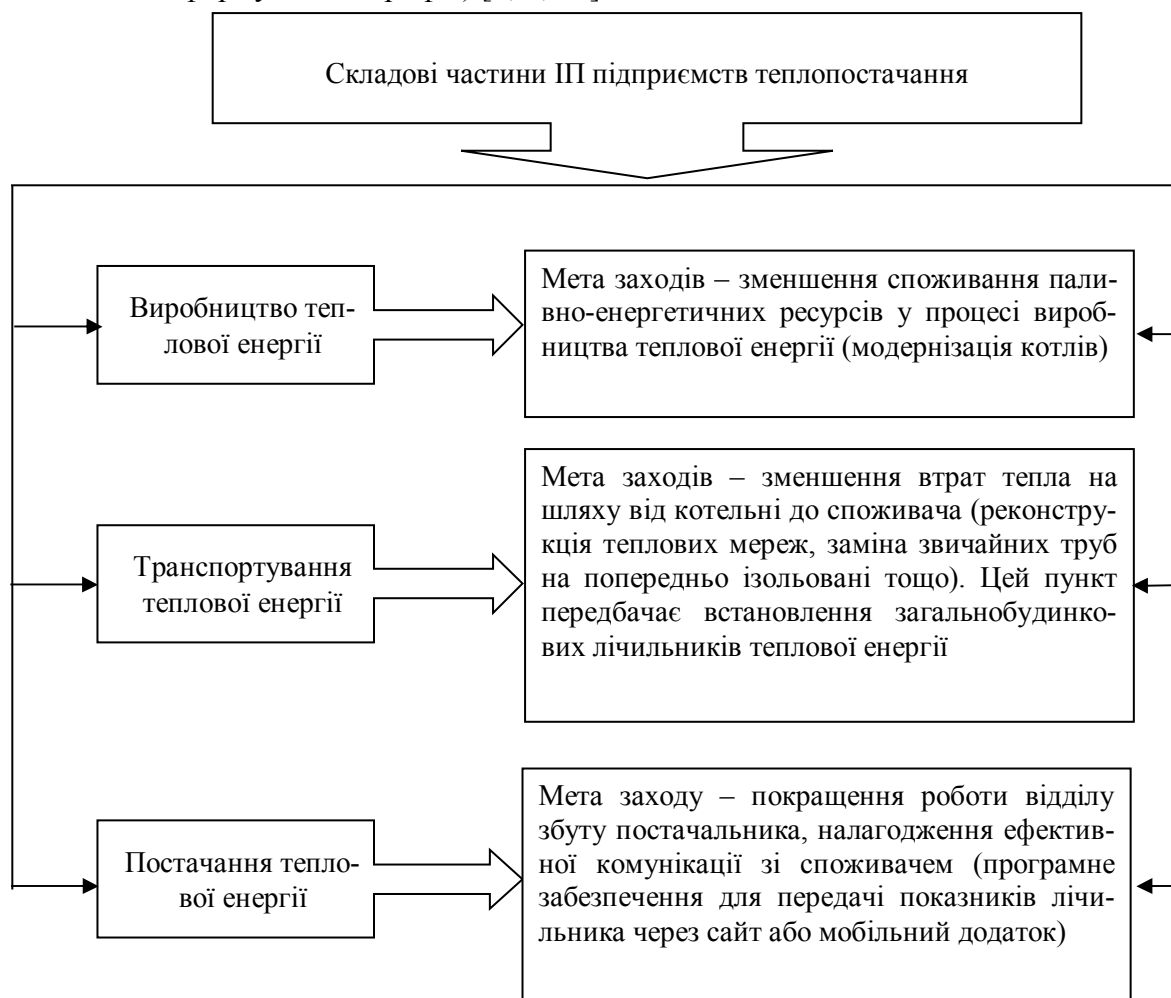 Складові частини ІП підприємств теплопостачання
Виробництво теп-
лової енергії
Мета заходів – зменшення споживання пали-
вно-енергетичних ресурсів у процесі вироб-
ництва теплової енергії (модернізація котлів)
Транспортування
теплової енергії
Мета заходів – зменшення втрат тепла на
шляху від котельні до споживача (реконстру-
кція теплових мереж, заміна звичайних труб
на попередньо ізольовані тощо). Цей пункт
передбачає встановлення загальнобудинко-
вих лічильників теплової енергії
Постачання тепло-
вої енергії
Мета заходу – покращення роботи відділу
збуту постачальника, налагодження ефектив-
ної комунікації зі споживачем (програмне
забезпечення для передачі показників лічи-
льника через сайт або мобільний додаток)